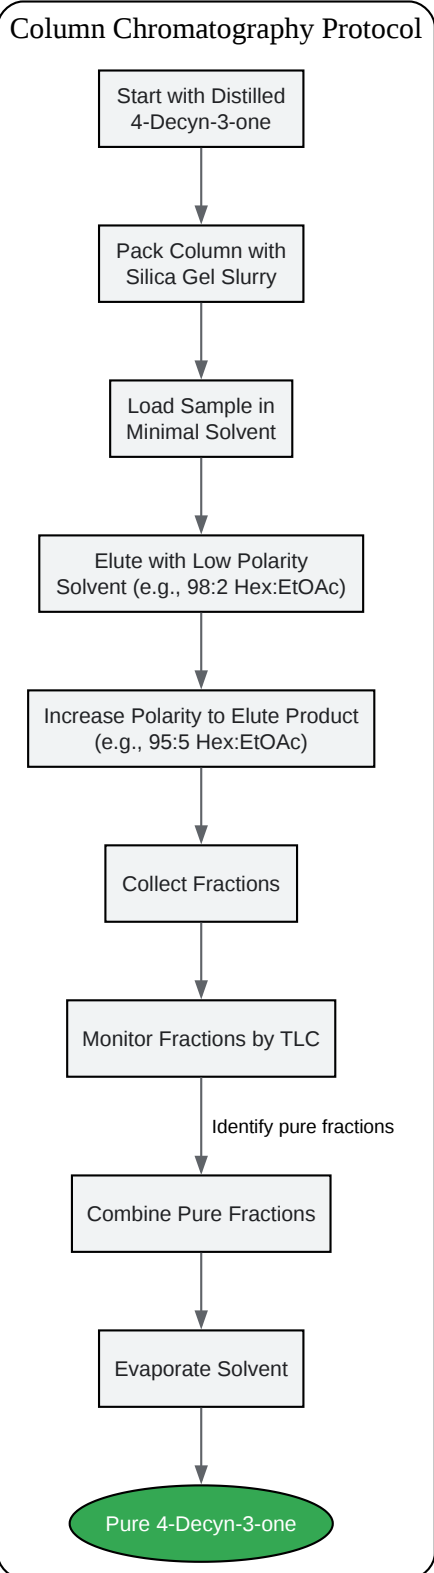 Column Chromatography Protocol
Start with Distilled
4-Decyn-3-one
Pack Column with
Silica Gel Slurry
Load Sample in
Minimal Solvent
Elute with Low Polarity
Solvent (e.g., 98:2 Hex:EtOAc)
Increase Polarity to Elute Product
(e.g., 95:5 Hex:EtOAc)
Collect Fractions
Monitor Fractions by TLC
Identify pure fractions
Combine Pure Fractions
Evaporate Solvent
Pure 4-Decyn-3-one